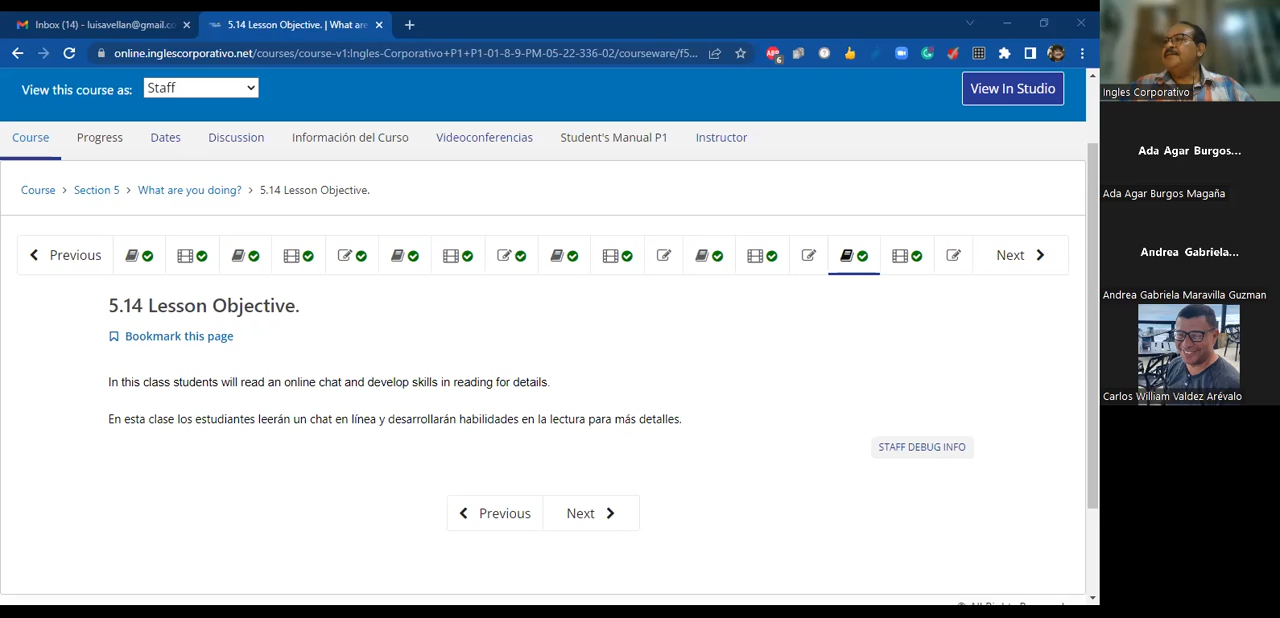 Inbox (14) - luisavellan@gmail.co
5.14 Lesson Objective. | What are
online.inglescorporativo.net/courses/course-v1:Ingles-Corporativo+P1+P1-01-8-9-PM-05-22-336-02/courseware/f5...
6
View this course as:
Staff
View In Studio
Course
Progress
Dates
Discussion
Información del Curso
Videoconferencias
Student's Manual P1
Instructor
Course > Section 5 > What are you doing? > 5.14 Lesson Objective.
Previous
Next
5.14 Lesson Objective.
Bookmark this page
In this class students will read an online chat and develop skills in reading for details.
En esta clase los estudiantes leerán un chat en línea y desarrollarán habilidades en la lectura para más detalles.
STAFF DEBUG INFO
Previous
Next
Ingles Corporativo
Ada Agar Burgos...
Ada Agar Burgos Magaña
Andrea Gabriela...
Andrea Gabriela Maravilla Guzman
Carlos William Valdez Arévalo